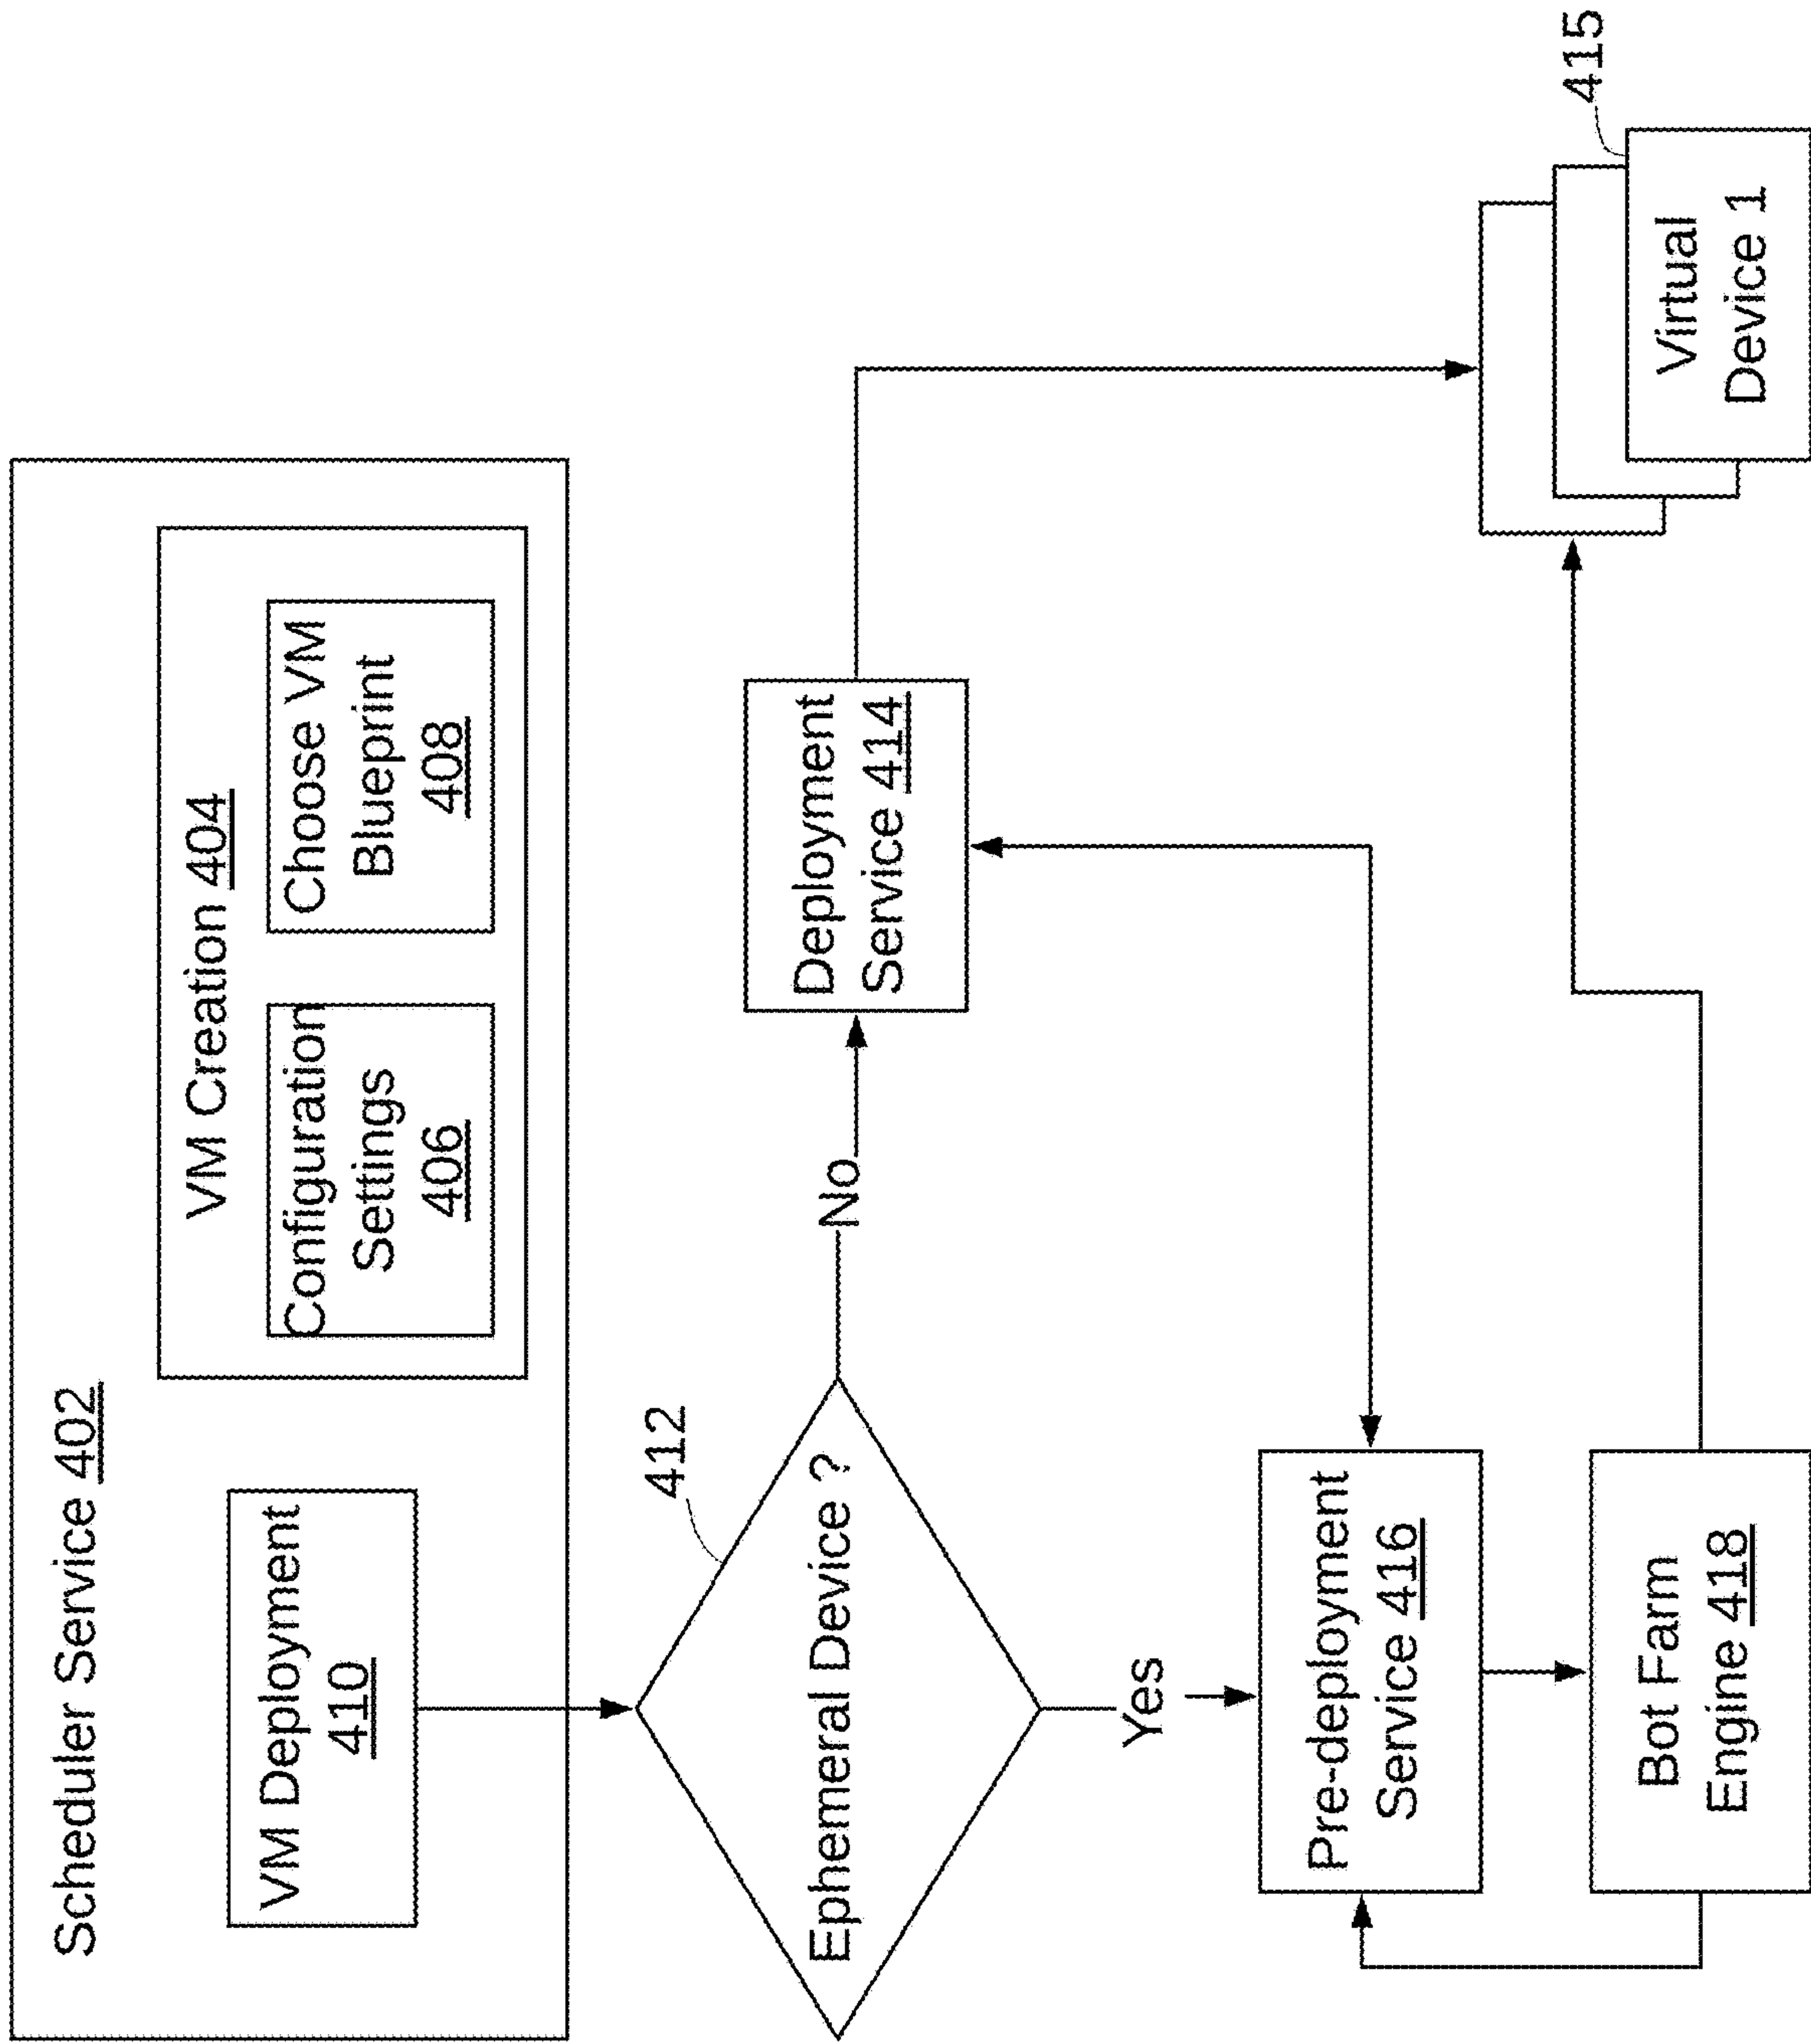 Scheduler Service 402
VM Deployment
410
VM Creation 404
Configuration
Settings
406
Choose VM
Blueprint
408
412
Ephemeral Device ?
No
Yes
Deployment
Service 414
Pre-deployment
Service 416
Bot Farm
Engine 418
415
Virtual
Device 1